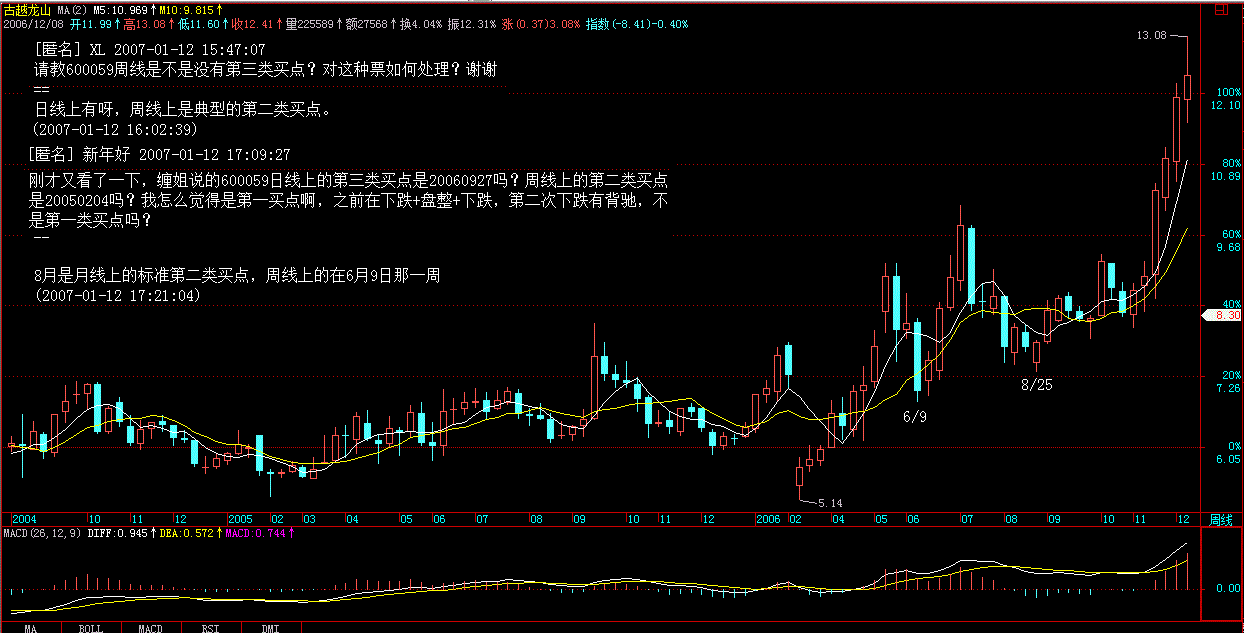 古越龙山 MA(2) M5:10.969↑M10:9.815↑
2006/12/08 开11.99↑高13.08↑低11.60↑收12.41↑量225589↑额27568↑换4.04% 振12.31% 涨(0.37)3.08% 指数(-8.41)-0.40%
[匿名] XL 2007-01-12 15:47:07
请教600059周线是不是没有第三类买点？对这种票如何处理？谢谢
==
日线上有呀，周线上是典型的第二类买点。
(2007-01-12 16:02:39)
[匿名] 新年好 2007-01-12 17:09:27
刚才又看了一下，缠姐说的600059日线上的第三类买点是20060927吗？周线上的第二类买点
是20050204吗？我怎么觉得是第一买点啊，之前在下跌+盘整+下跌，第二次下跌有背驰，不
是第一类买点吗？
==
8月是月线上的标准第二类买点，周线上的在6月9日那一周
(2007-01-12 17:21:04)
13.08
100%
12.10
80%
10.89
60%
9.68
40%
8.30
20%
7.26
0.0%
6.05
8/25
6/9
5.14
2004 10 11 12 2005 02 03 04 05 06 07 08 09 10 11 12 2006 02 04 05 06 07 08 09 10 11 12 周线
MACD(26,12,9) DIFF:0.945↑DEA:0.572↑MACD:0.744↑
0.00
MA BOLL MACD RSI DMI